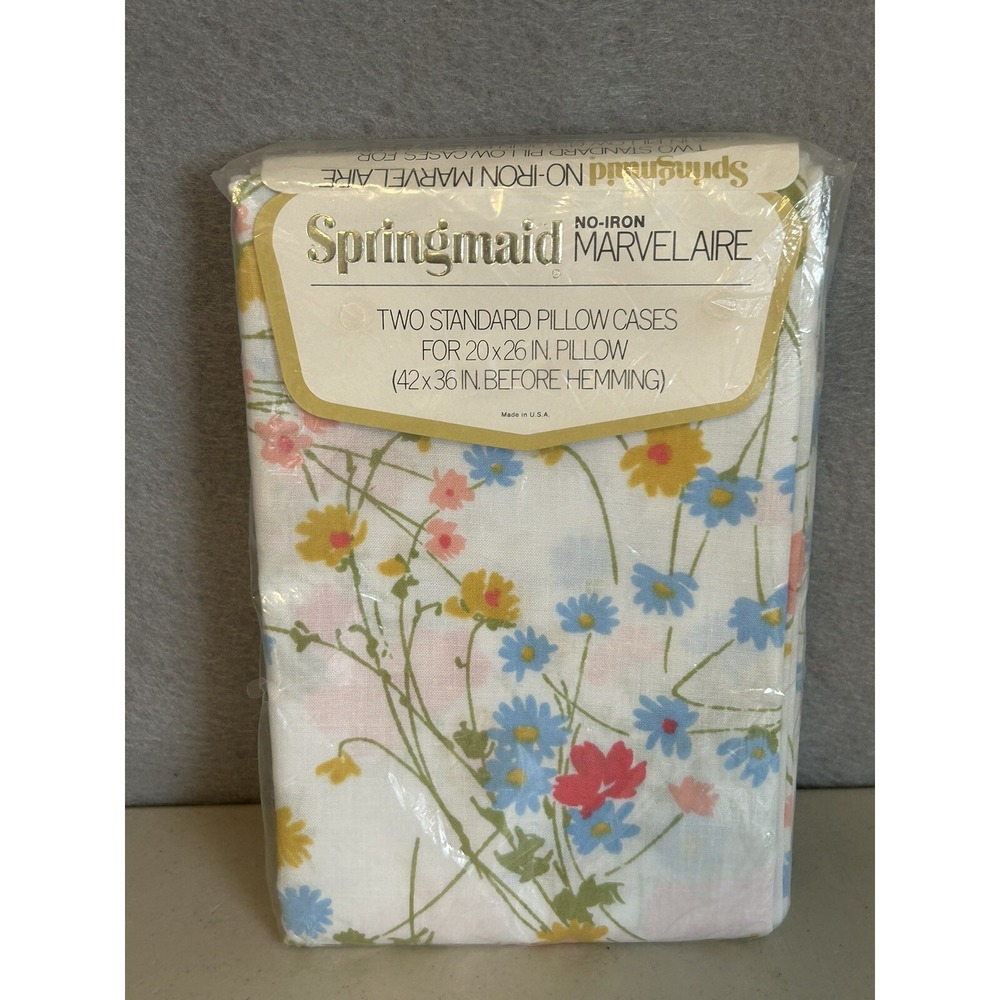 TWO STANDARD PILLOW CASES FOR
Springmaid NO-IRON MARVELAIRE
Springmaid® NO-IRON MARVELAIRE
TWO STANDARD PILLOW CASES
FOR 20 x 26 IN. PILLOW
(42 x 36 IN. BEFORE HEMMING)
Made in U.S.A.